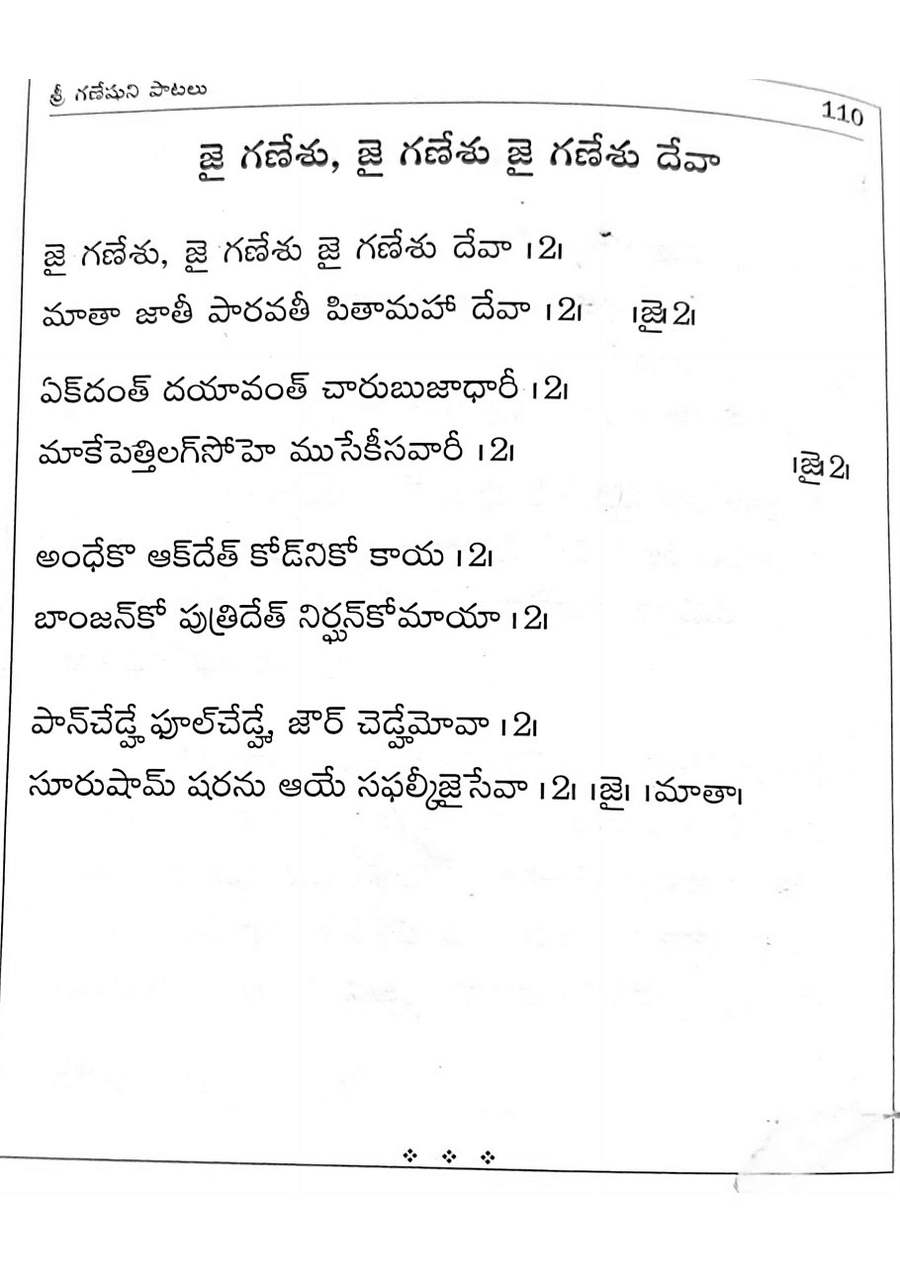 శ్రీ గణేషుని పాటలు
110
జై గణేశు, జై గణేశు జై గణేశు దేవా
జై గణేశు, జై గణేశు జై గణేశు దేవా ।2।
మాతా జాతీ పారవతీ పితామహా దేవా ।2। ।జై। 2।
ఏక్‌దంత్ దయావంత్ చారుబుజాధారీ ।2।
మాకేపెత్తిలగ్‌సోహె ముసేకీసవారీ ।2।
।జై। 2।
అంధేకొ ఆక్‌దేత్ కోడ్‌నికో కాయ ।2।
బాంజన్‌కో పుత్రిదేత్ నిర్ఘన్‌కోమాయా ।2।
పాన్‌చేడ్హే ఫూల్‌చేడ్హే, జౌర్ చెడ్హేమోవా ।2।
సూరుషామ్ షరను ఆయే సఫల్కీజైసేవా ।2। ।జై। ।మాతా।